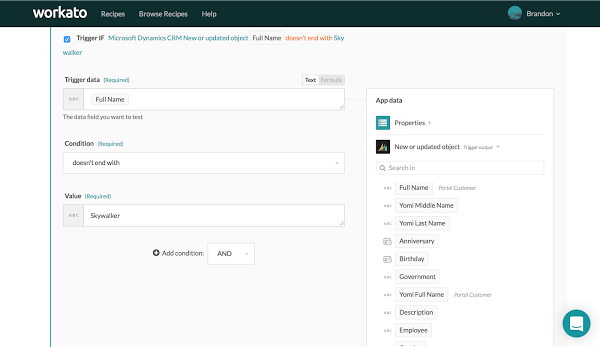 workato Recipes Browse Recipes Help Brandon
Trigger IF Microsoft Dynamics CRM New or updated object Full Name doesn't end with Sky
walker
Trigger data (Required) Text Formula
ABC Full Name
The data field you want to test
Condition (Required)
doesn't end with
Value (Required)
ABC Skywalker
Add condition: AND
App data
Properties
New or updated object Trigger output
Search in
ABC Full Name Portal Customer
ABC Yomi Middle Name
ABC Yomi Last Name
Anniversary
Birthday
ABC Government
ABC Yomi Full Name Portal Customer
ABC Description
ABC Employee